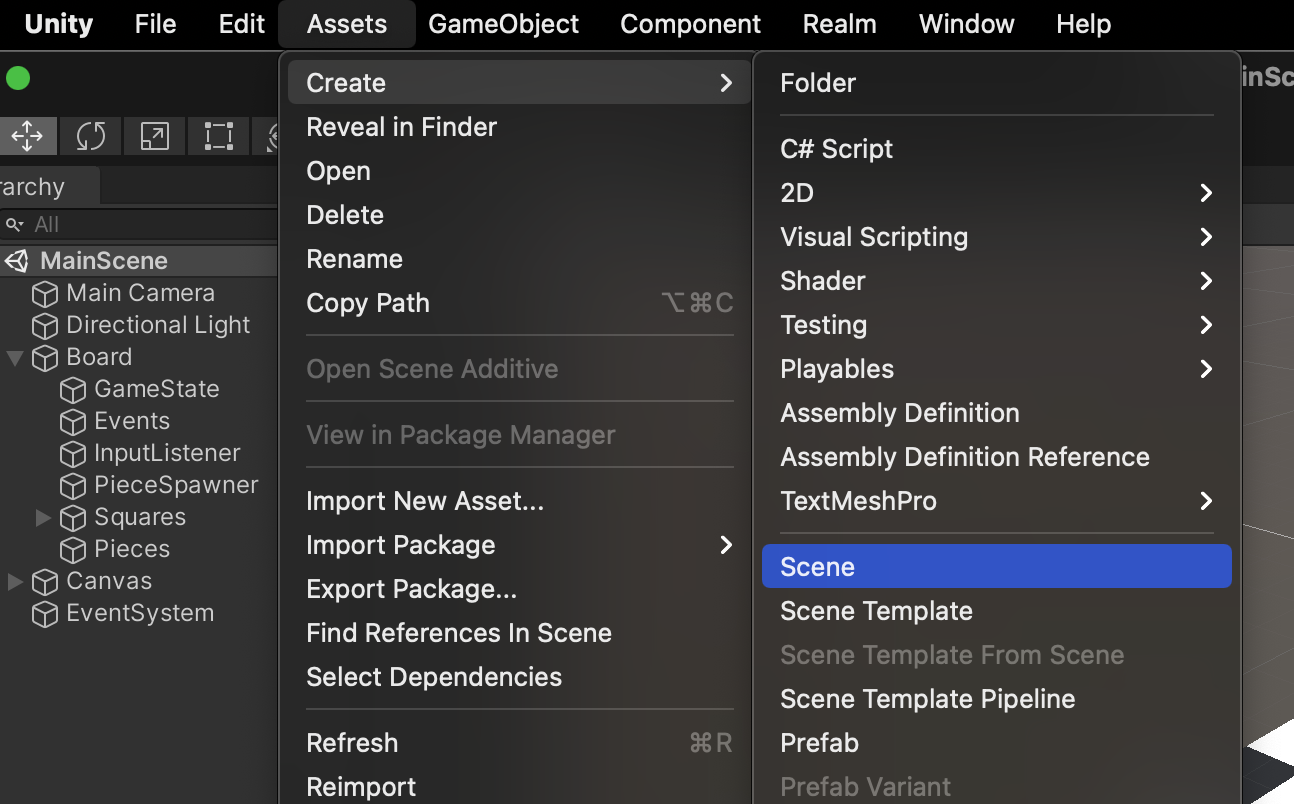 Unity File Edit Assets GameObject Component Realm Window Help
inSc
rarchy
All
MainScene
Main Camera
Directional Light
Board
GameState
Events
InputListener
PieceSpawner
Squares
Pieces
Canvas
EventSystem
Create
Reveal in Finder
Open
Delete
Rename
Copy Path ⌥⌘C
Open Scene Additive
View in Package Manager
Import New Asset...
Import Package
Export Package...
Find References In Scene
Select Dependencies
Refresh ⌘R
Reimport
Folder
C# Script
2D
Visual Scripting
Shader
Testing
Playables
Assembly Definition
Assembly Definition Reference
TextMeshPro
Scene
Scene Template
Scene Template From Scene
Scene Template Pipeline
Prefab
Prefab Variant